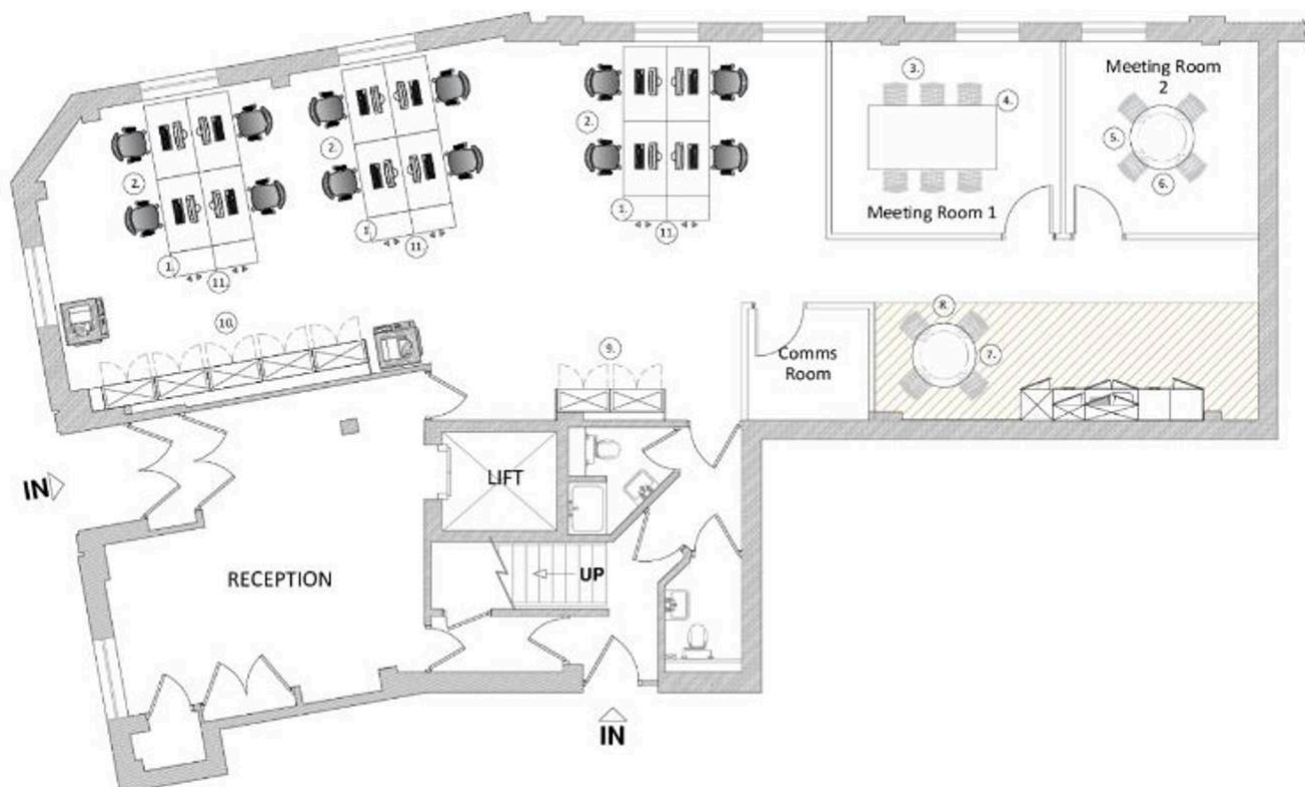 3.
Meeting Room
2
4.
2.
5.
2.
2.
6.
Meeting Room 1
1.
1.
11.
11.
1.
11.
8.
10.
9.
7.
Comms
Room
LIFT
IN
RECEPTION
UP
IN